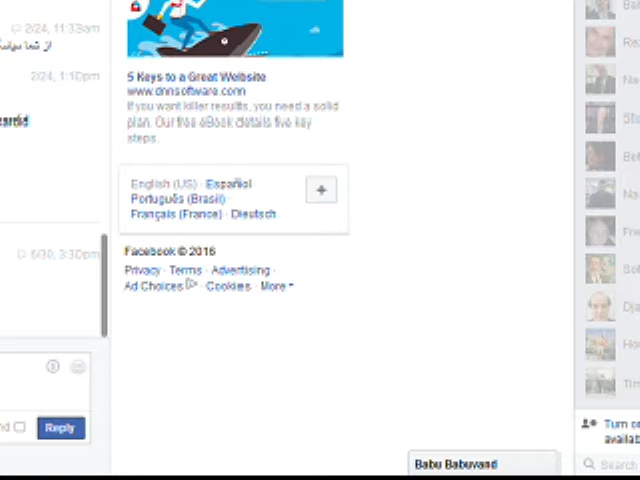 2/24, 11:33am
از شما
2/24, 1:10pm
6/30, 3:30pm
Reply
5 Keys to a Great Website
www.dnnsoftware.com
If you want killer results, you need a solid
plan. Our free eBook details five key
steps.
English (US) · Español ·
Português (Brasil) ·
Français (France) · Deutsch
+
Facebook © 2016
Privacy · Terms · Advertising ·
Ad Choices · Cookies · More
Babu Babuvand
Turn on
Search